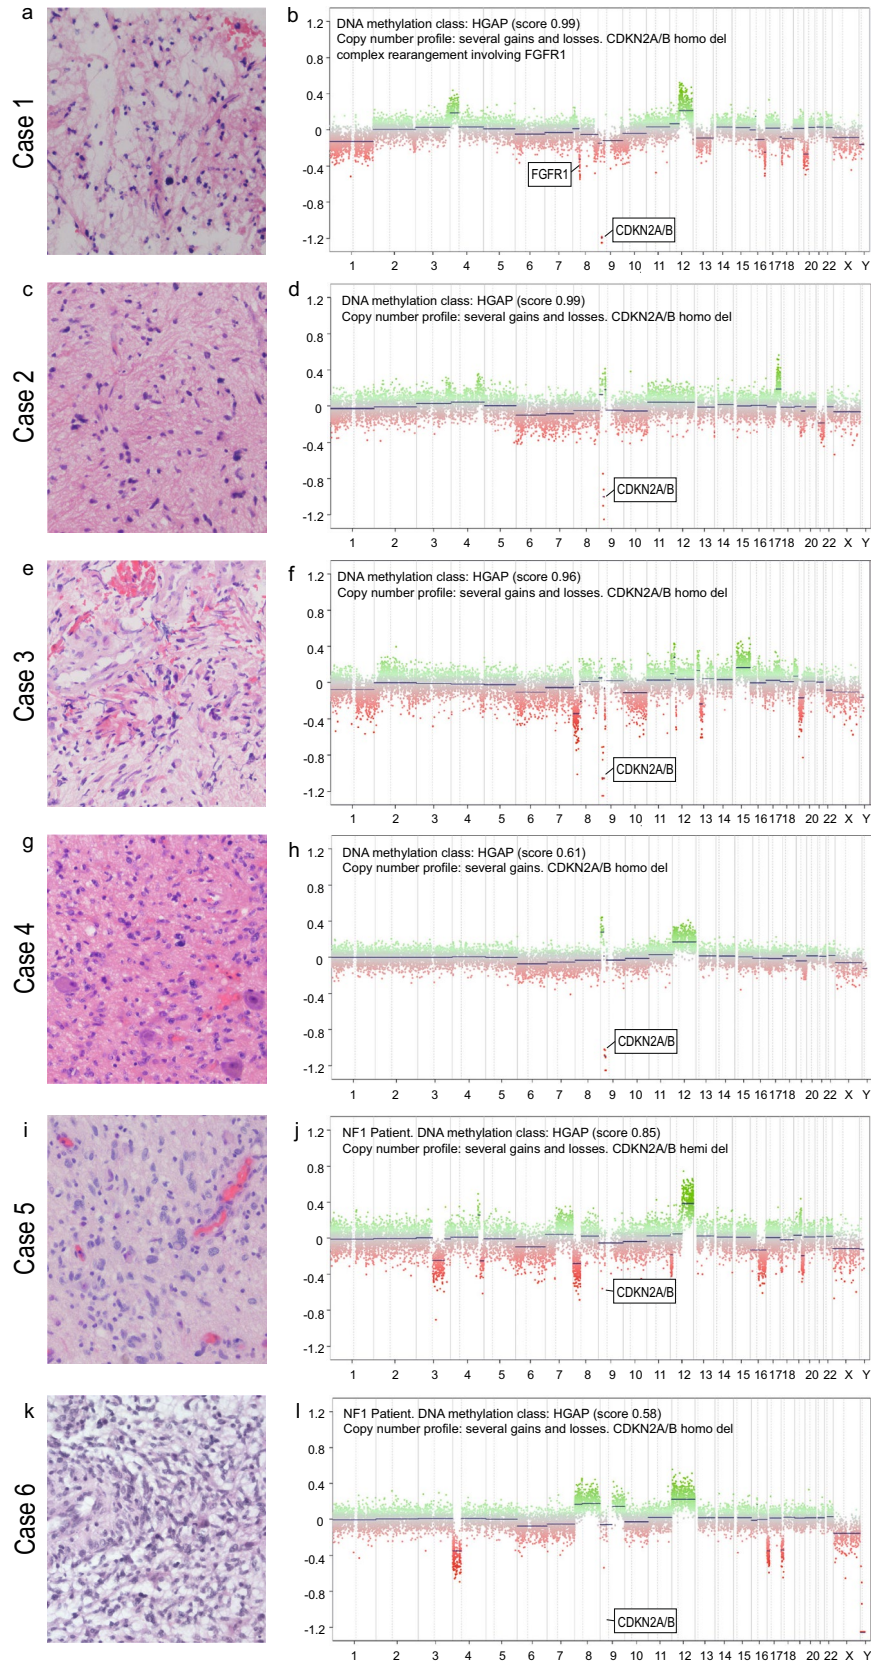 Case 1
a
b
DNA methylation class: HGAP (score 0.99)
Copy number profile: several gains and losses. CDKN2A/B homo del
complex rearangement involving FGFR1
1.2
0.8
0.4
0
-0.4
-0.8
-1.2
FGFR1
CDKN2A/B
1 2 3 4 5 6 7 8 9 10 11 12 13 14 15 16 1718 20 22 X Y
Case 2
c
d
DNA methylation class: HGAP (score 0.99)
Copy number profile: several gains and losses. CDKN2A/B homo del
1.2
0.8
0.4
0
-0.4
-0.8
-1.2
CDKN2A/B
1 2 3 4 5 6 7 8 9 10 11 12 13 14 15 16 1718 20 22 X Y
Case 3
e
f
DNA methylation class: HGAP (score 0.96)
Copy number profile: several gains and losses. CDKN2A/B homo del
1.2
0.8
0.4
0
-0.4
-0.8
-1.2
CDKN2A/B
1 2 3 4 5 6 7 8 9 10 11 12 13 14 15 16 1718 20 22 X Y
Case 4
g
h
DNA methylation class: HGAP (score 0.61)
Copy number profile: several gains. CDKN2A/B homo del
1.2
0.8
0.4
0
-0.4
-0.8
-1.2
CDKN2A/B
1 2 3 4 5 6 7 8 9 10 11 12 13 14 15 16 1718 20 22 X Y
Case 5
i
j
NF1 Patient. DNA methylation class: HGAP (score 0.85)
Copy number profile: several gains and losses. CDKN2A/B hemi del
1.2
0.8
0.4
0
-0.4
-0.8
-1.2
CDKN2A/B
1 2 3 4 5 6 7 8 9 10 11 12 13 14 15 16 1718 20 22 X Y
Case 6
k
l
NF1 Patient. DNA methylation class: HGAP (score 0.58)
Copy number profile: several gains and losses. CDKN2A/B homo del
1.2
0.8
0.4
0
-0.4
-0.8
-1.2
CDKN2A/B
1 2 3 4 5 6 7 8 9 10 11 12 13 14 15 16 1718 20 22 X Y